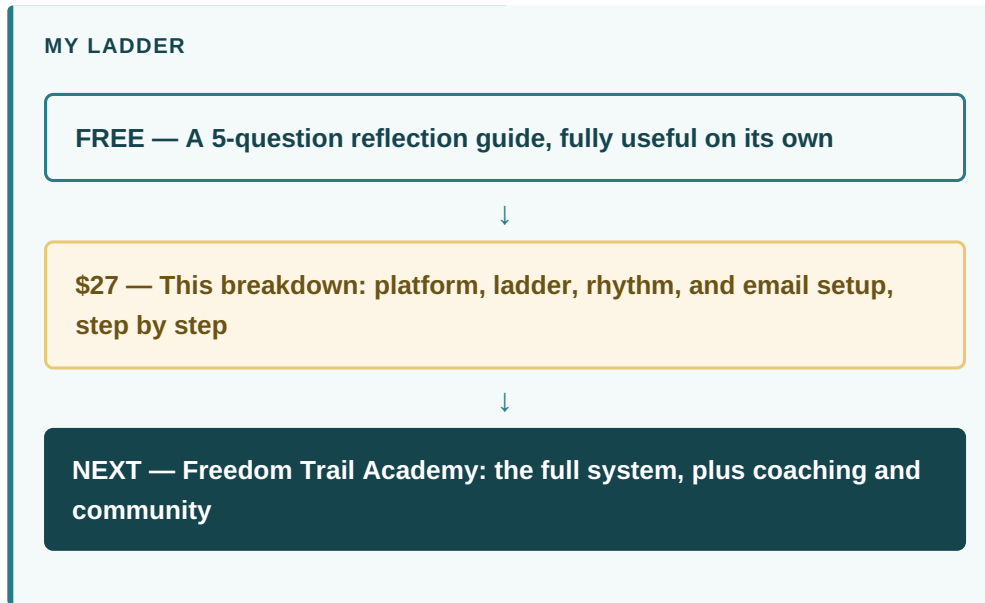 MY LADDER
FREE — A 5-question reflection guide, fully useful on its own
↓
$27 — This breakdown: platform, ladder, rhythm, and email setup,
step by step
↓
NEXT — Freedom Trail Academy: the full system, plus coaching and
community